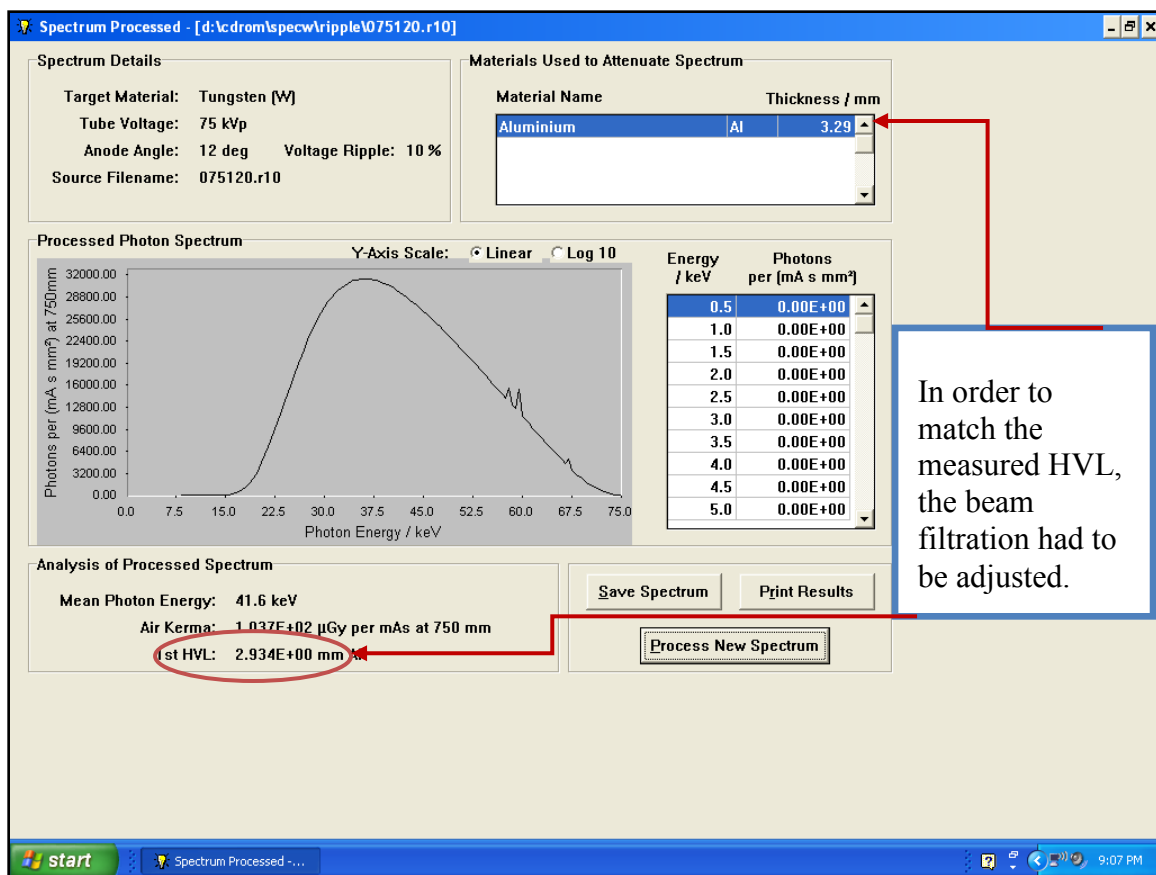 Spectrum Processed - [d:\cdrom\specw\ripple\075120.r10]
Spectrum Details
Target Material: Tungsten (W)
Tube Voltage: 75 kVp
Anode Angle: 12 deg Voltage Ripple: 10 %
Source Filename: 075120.r10
Materials Used to Attenuate Spectrum
Material Name Thickness / mm
Aluminium Al 3.29
Processed Photon Spectrum
Y-Axis Scale: Linear Log 10
Photons per (mA s mm²) at 750mm
32000.00
28800.00
25600.00
22400.00
19200.00
16000.00
12800.00
9600.00
6400.00
3200.00
0.00
0.0 7.5 15.0 22.5 30.0 37.5 45.0 52.5 60.0 67.5 75.0
Photon Energy / keV
Energy Photons
/ keV per (mA s mm²)
0.5 0.00E+00
1.0 0.00E+00
1.5 0.00E+00
2.0 0.00E+00
2.5 0.00E+00
3.0 0.00E+00
3.5 0.00E+00
4.0 0.00E+00
4.5 0.00E+00
5.0 0.00E+00
In order to
match the
measured HVL,
the beam
filtration had to
be adjusted.
Analysis of Processed Spectrum
Mean Photon Energy: 41.6 keV
Air Kerma: 1.037E+02 µGy per mAs at 750 mm
1st HVL: 2.934E+00 mm
Save Spectrum
Print Results
Process New Spectrum
start
Spectrum Processed -...
9:07 PM